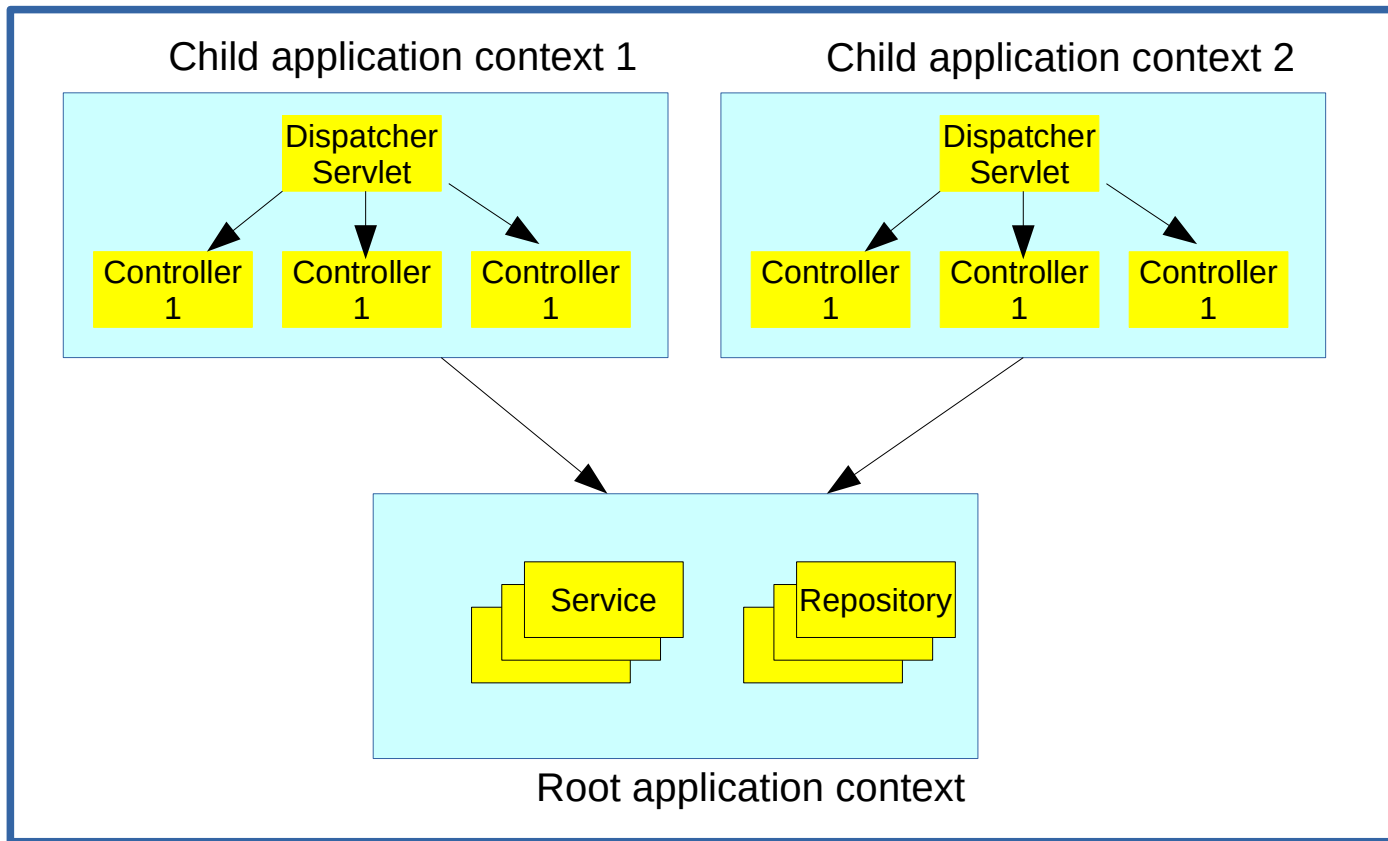 Child application context 1
Dispatcher
Servlet
Controller
1
Controller
1
Controller
1
Child application context 2
Dispatcher
Servlet
Controller
1
Controller
1
Controller
1
Service
Repository
Root application context